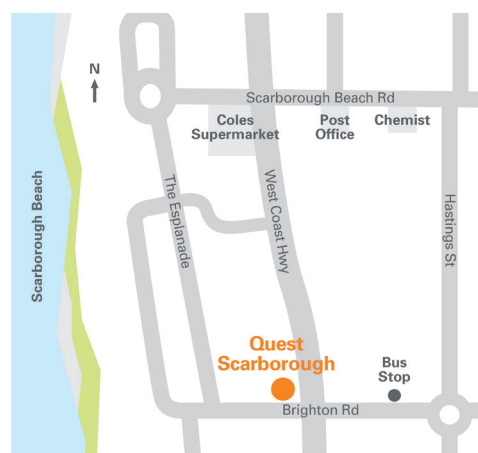 N
Scarborough Beach Rd
Coles
Supermarket
Post
Office
Chemist
Scarborough Beach
The Esplanade
West Coast Hwy
Hastings St
Quest
Scarborough
Bus
Stop
Brighton Rd